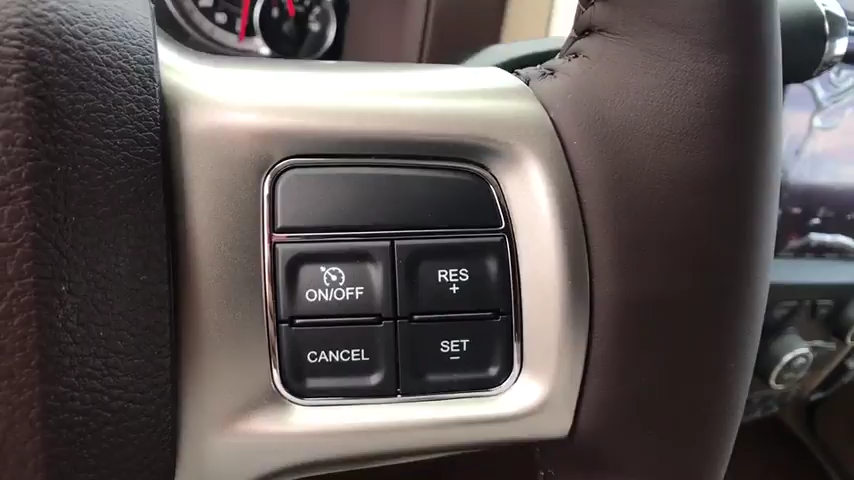 ON/OFF
RES
+
CANCEL
SET
–